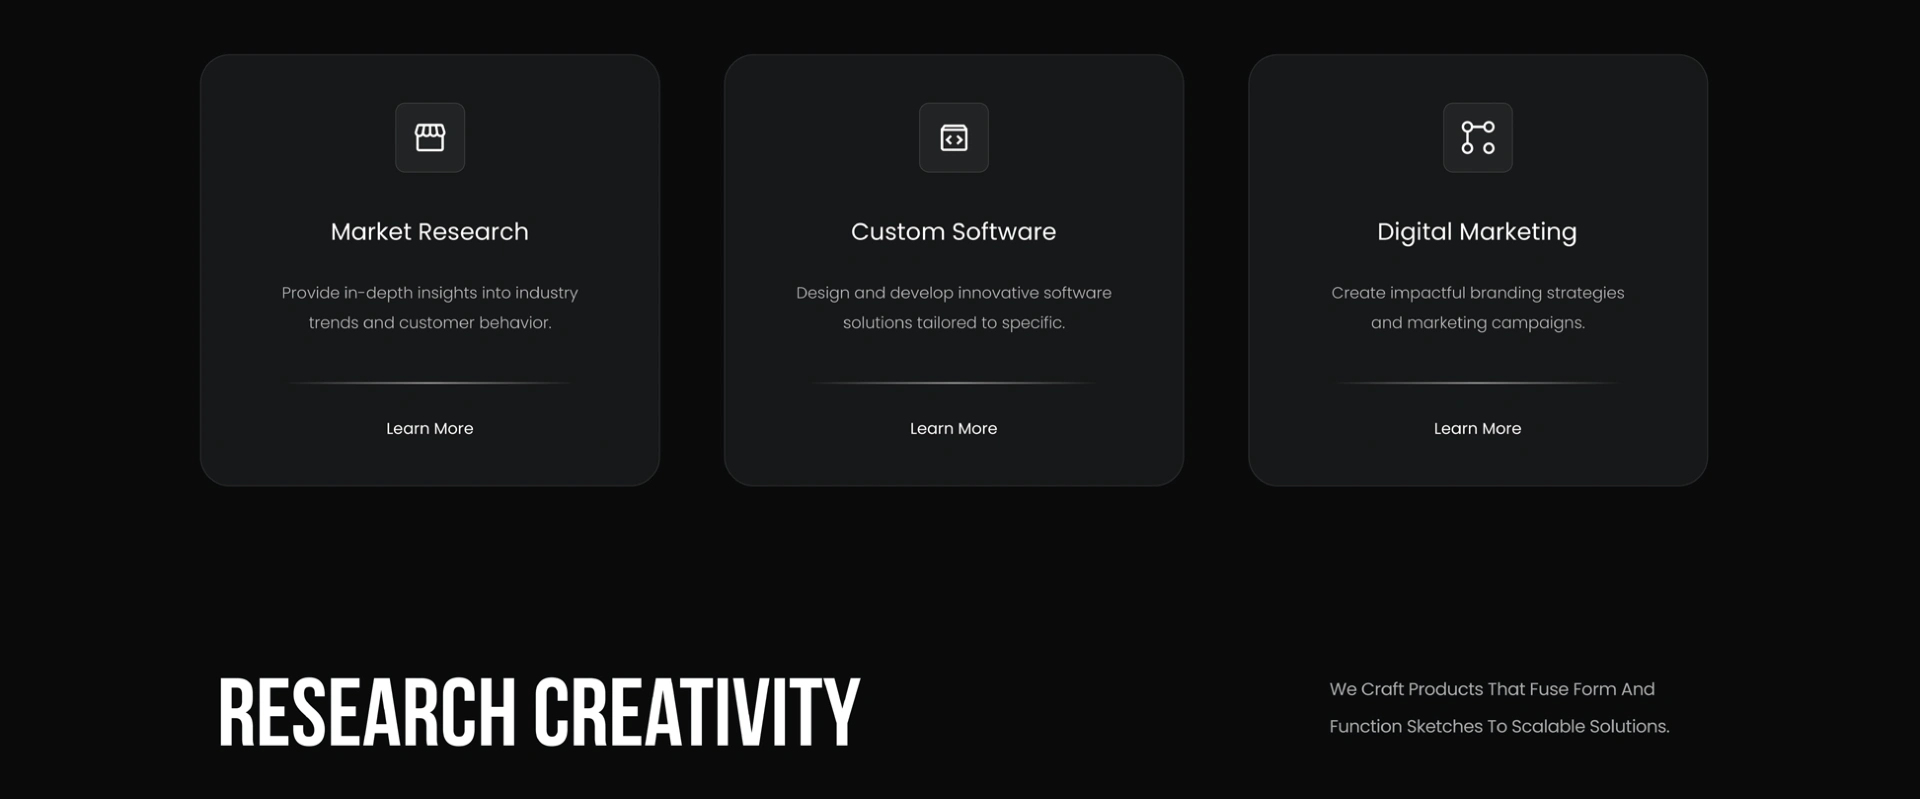 Market Research
Provide in-depth insights into industry
trends and customer behavior.
Learn More
Custom Software
Design and develop innovative software
solutions tailored to specific.
Learn More
Digital Marketing
Create impactful branding strategies
and marketing campaigns.
Learn More
RESEARCH CREATIVITY
We Craft Products That Fuse Form And
Function Sketches To Scalable Solutions.